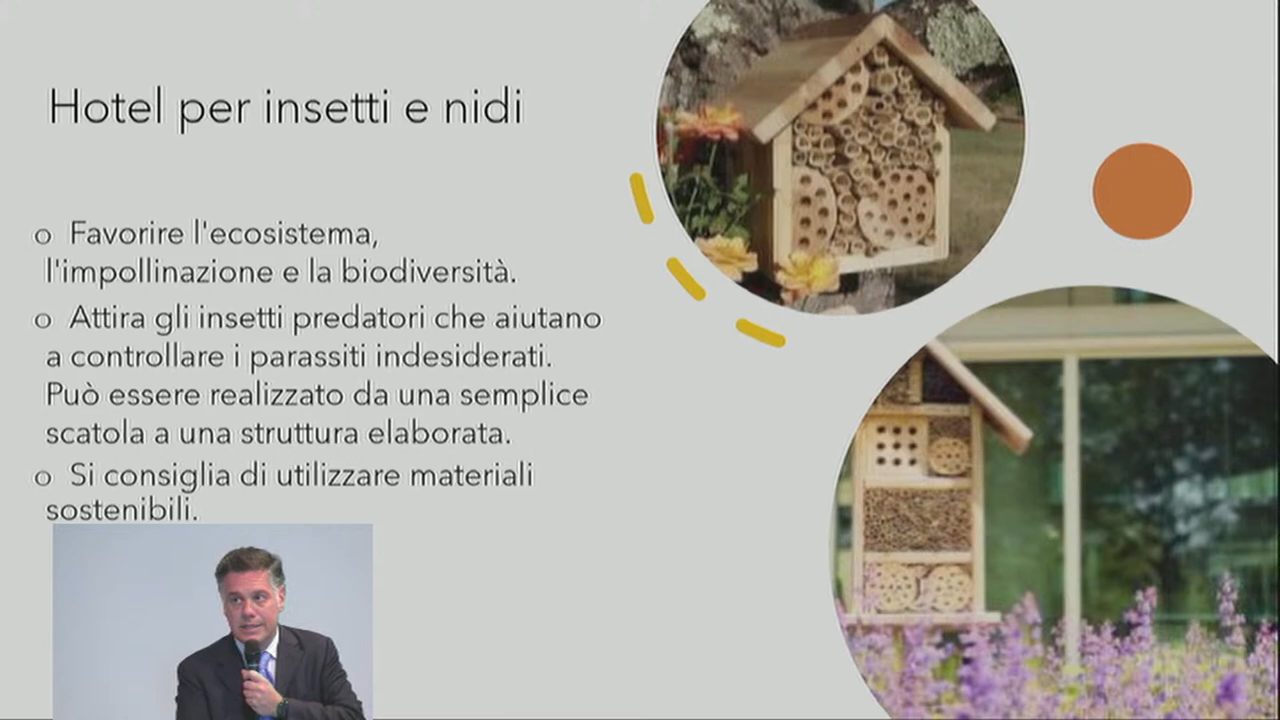 Hotel per insetti e nidi
o Favorire l'ecosistema,
l'impollinazione e la biodiversità.
o Attira gli insetti predatori che aiutano
a controllare i parassiti indesiderati.
Può essere realizzato da una semplice
scatola a una struttura elaborata.
o Si consiglia di utilizzare materiali
sostenibili.